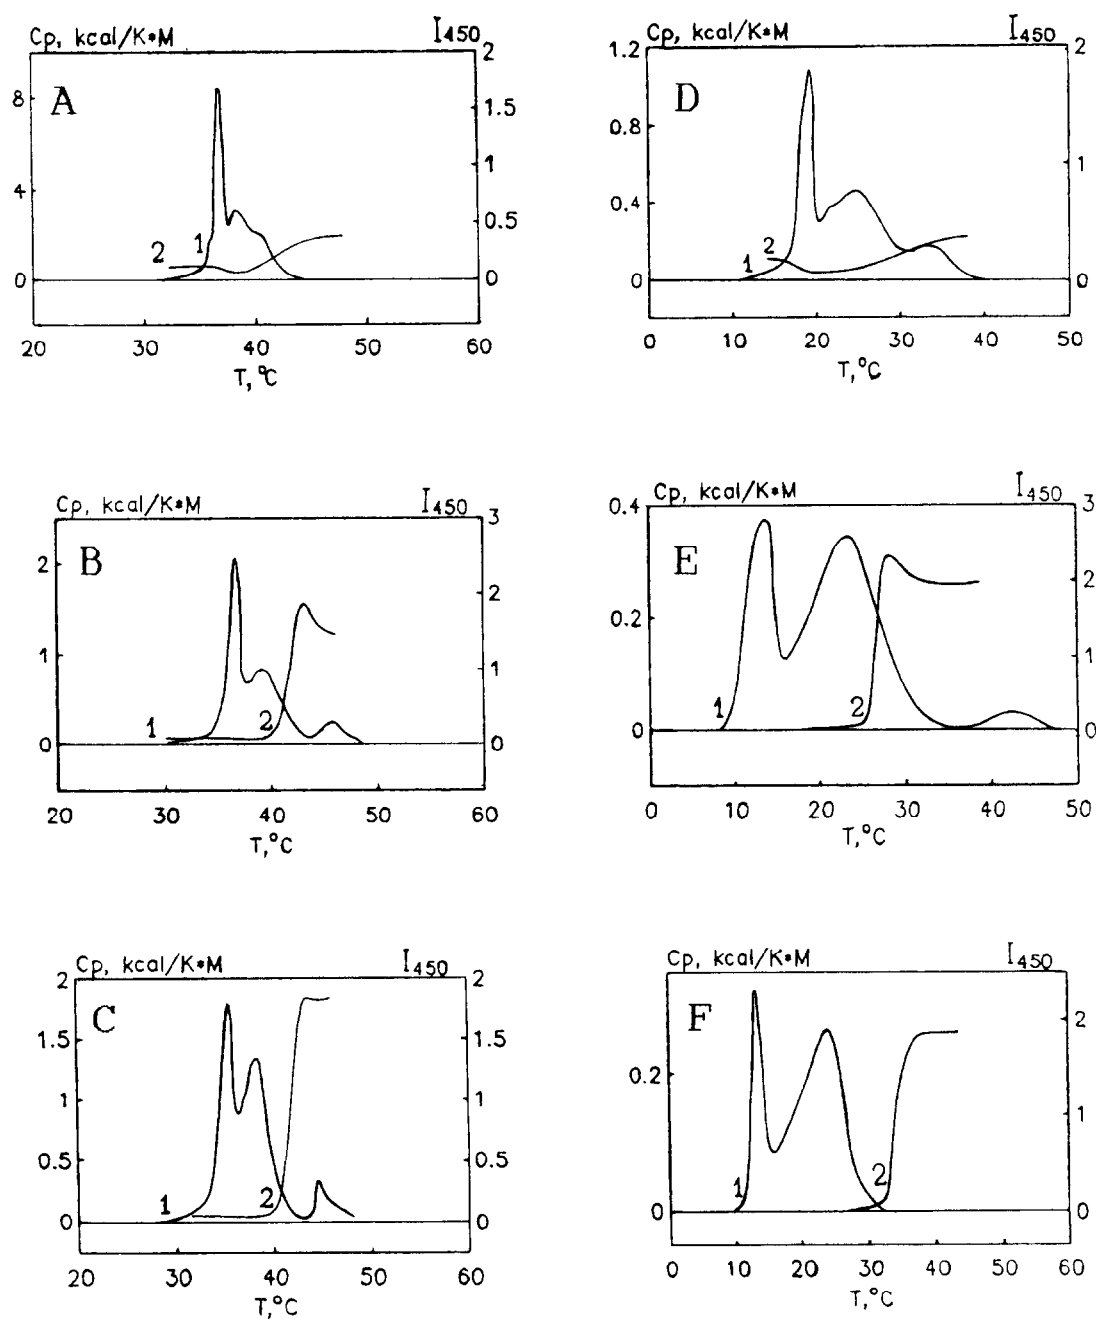 Cp, kcal/K*M I450
2
8 A 1.5
1
4
0.5
2 1
0 0
20 30 40 50 60
T, °C
Cp, kcal/K*M I450
1.2 2
D
0.8
1
0.4
1 2
0 0
0 10 20 30 40 50
T, °C
Cp, kcal/K*M I450
3
2 B
2
1 1
1 2
0 0
20 30 40 50 60
T, °C
Cp, kcal/K*M I450
0.4 3
E
2
0.2
1
1 2
0 0
0 10 20 30 40 50
T, °C
Cp, kcal/K*M I450
2 2
C
1.5 1.5
1 1
0.5 0.5
1 2
0 0
20 30 40 50 60
T, °C
Cp, kcal/K*M I450
F 2
0.2
1
1 2
0 0
0 10 20 30 40 50 60
T, °C